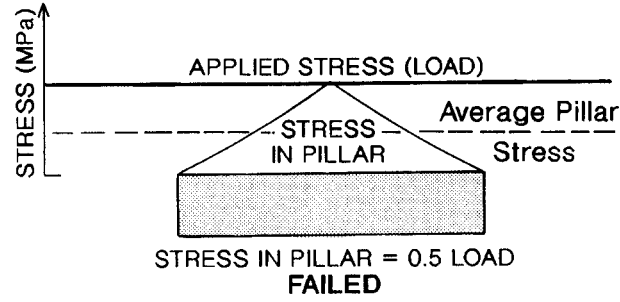 STRESS (MPa)
APPLIED STRESS (LOAD)
Average Pillar
Stress
STRESS
IN PILLAR
STRESS IN PILLAR = 0.5 LOAD
FAILED